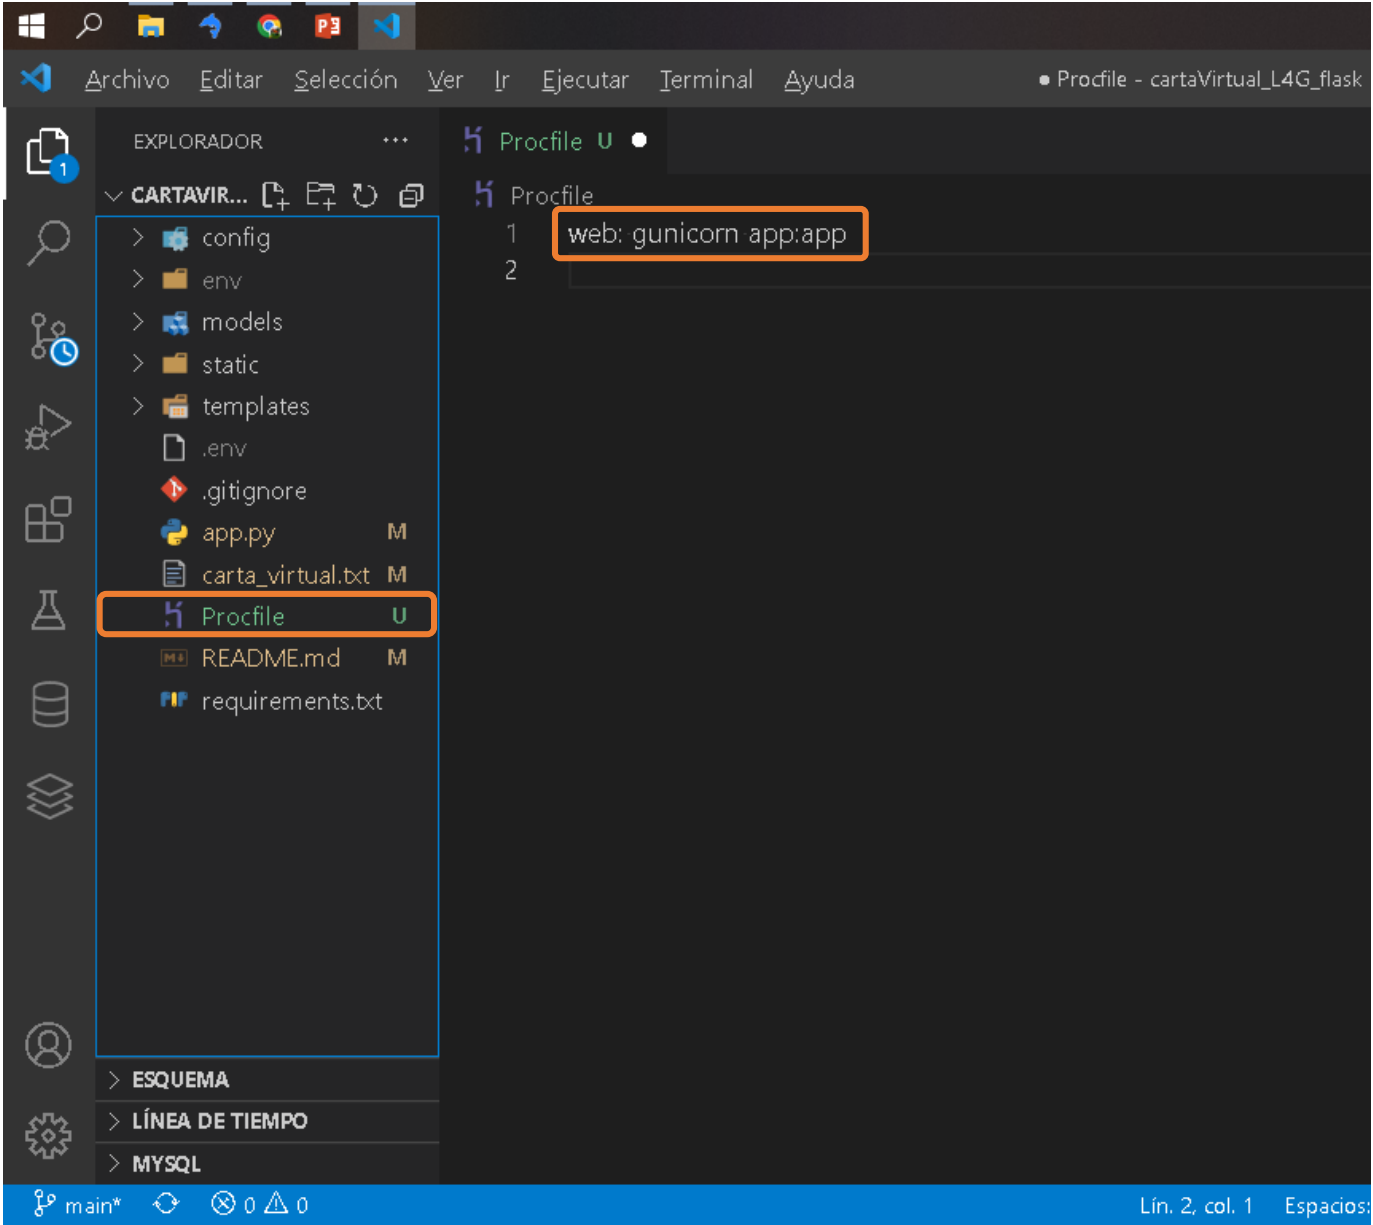 Archivo Editar Selección Ver Ir Ejecutar Terminal Ayuda ● Procfile - cartaVirtual_L4G_flask
EXPLORADOR ···
Procfile U ●
CARTAVIR...
Procfile
1 web: gunicorn app:app
2
config
env
models
static
templates
.env
.gitignore
app.py M
carta_virtual.txt M
Procfile U
README.md M
requirements.txt
1
ESQUEMA
LÍNEA DE TIEMPO
MYSQL
main* 0 0 Lín. 2, col. 1 Espacios: